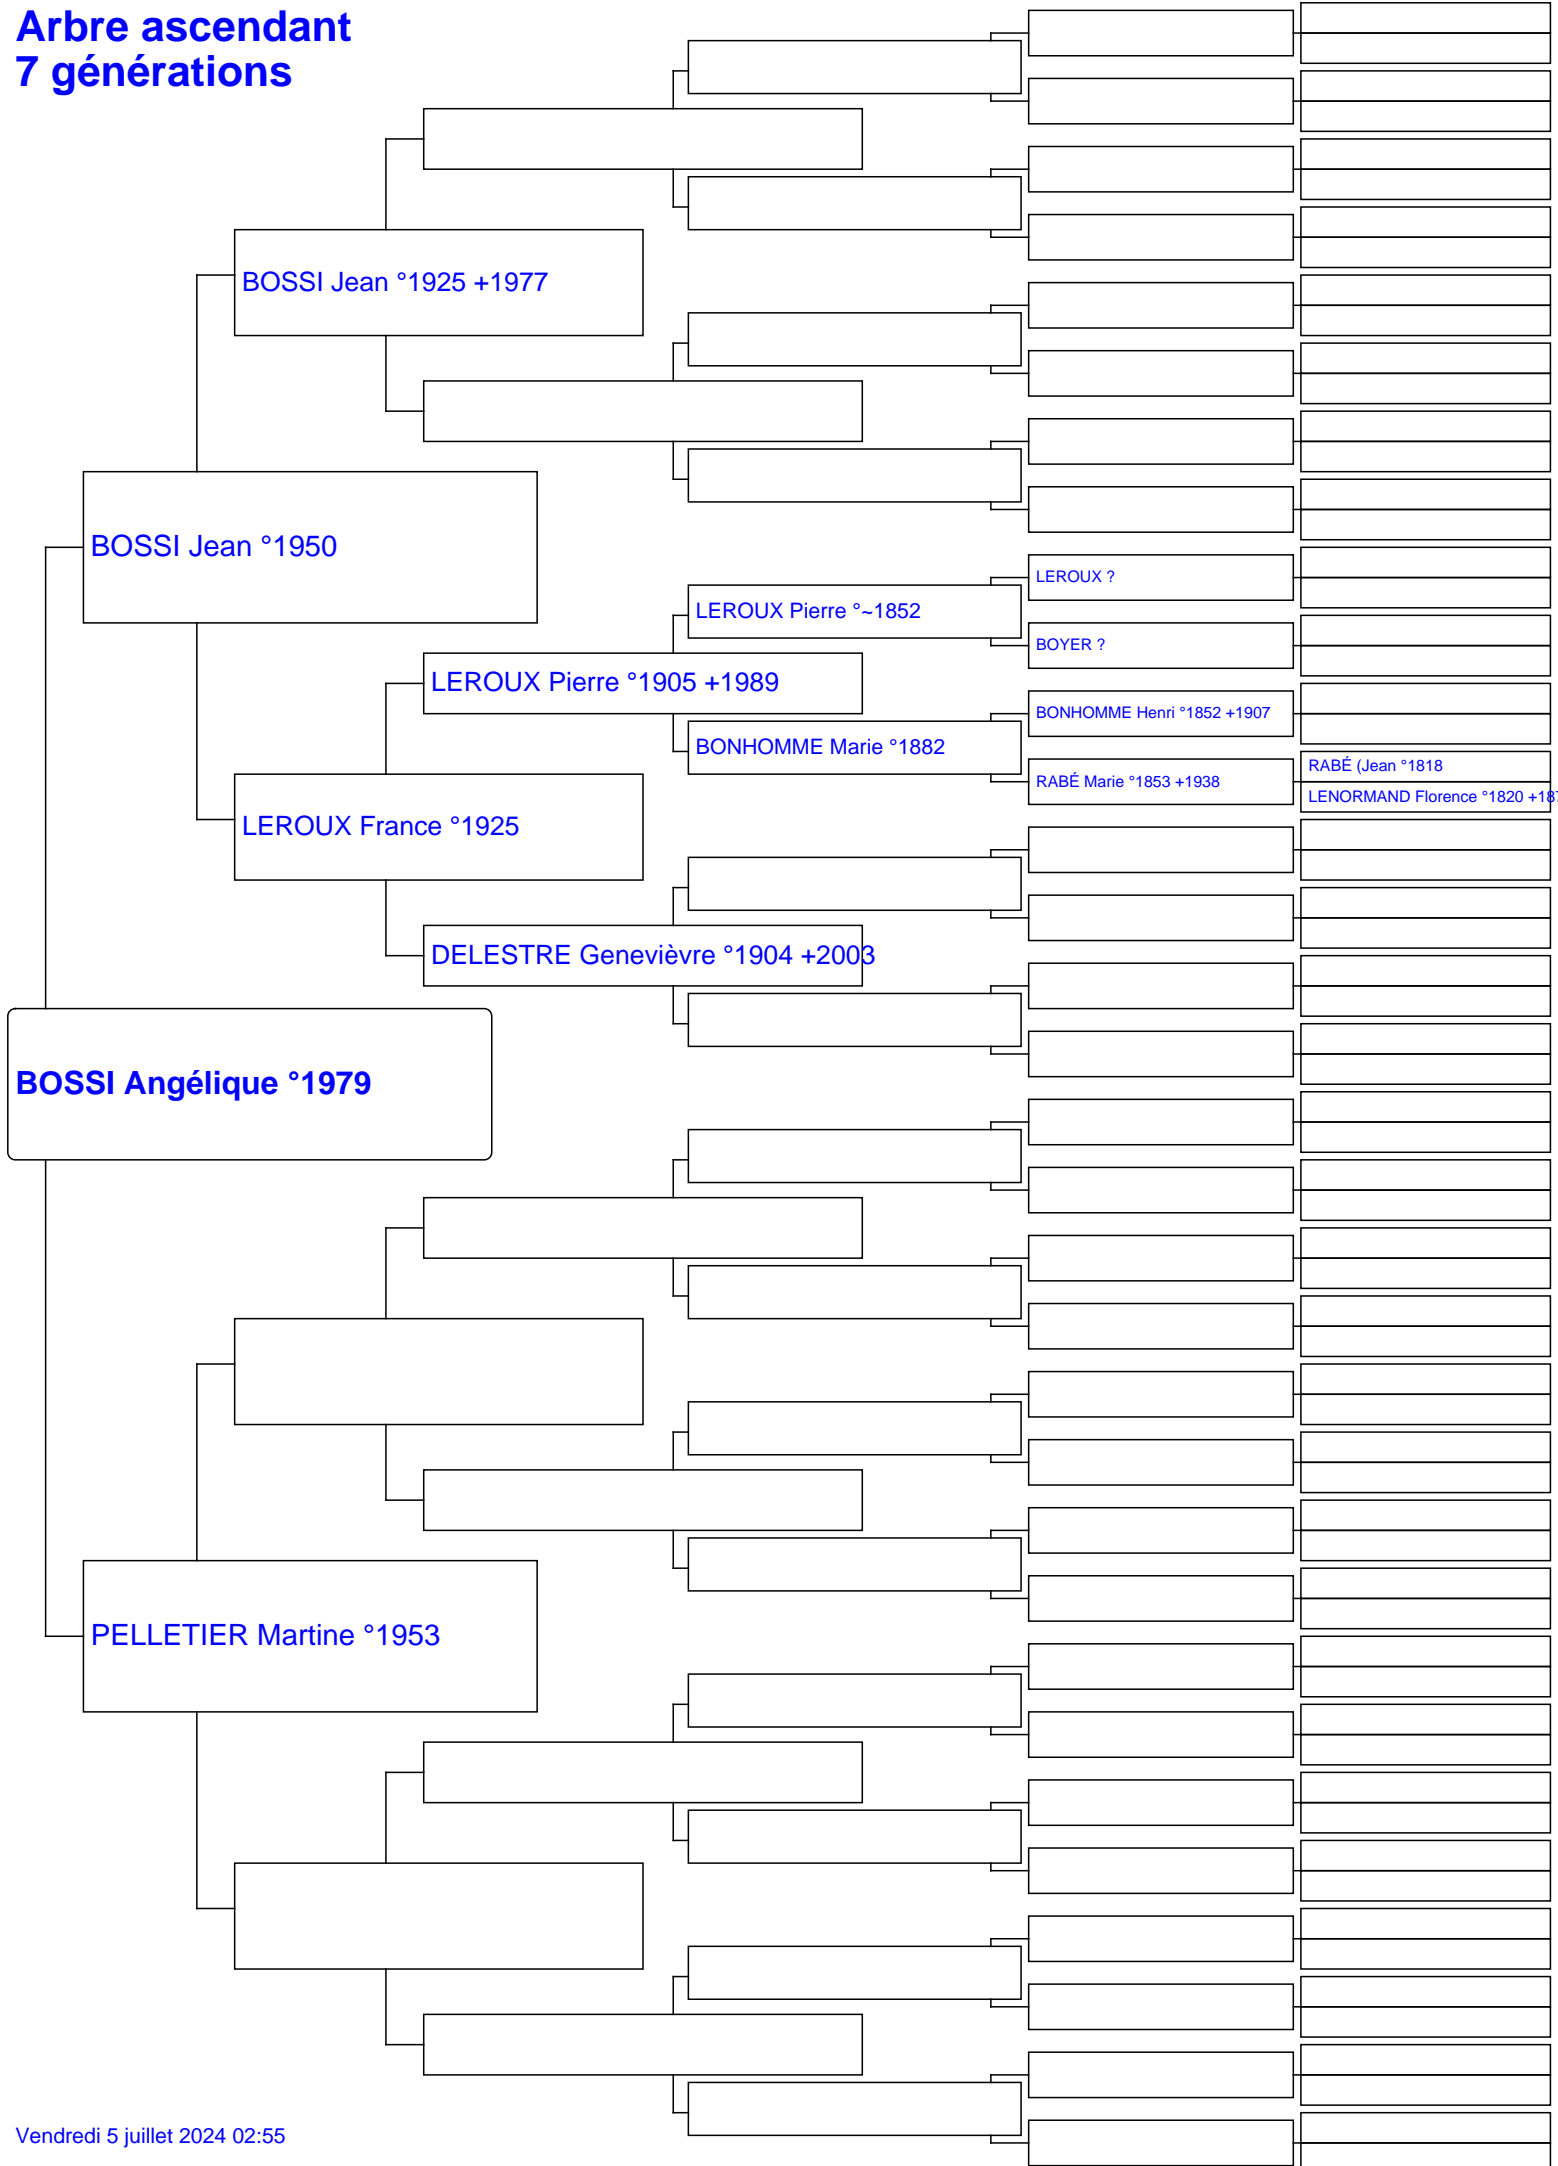 Arbre ascendant
7 générations
BOSSI Jean °1925 +1977
BOSSI Jean °1950
LEROUX ?
LEROUX Pierre °~1852
BOYER ?
LEROUX Pierre °1905 +1989
BONHOMME Henri °1852 +1907
BONHOMME Marie °1882
RABÉ (Jean °1818
RABÉ Marie °1853 +1938
LENORMAND Florence °1820
LEROUX France °1925
DELESTRE Genevièvre °1904 +2003
BOSSI Angélique °1979
PELLETIER Martine °1953
Vendredi 5 juillet 2024 02:55